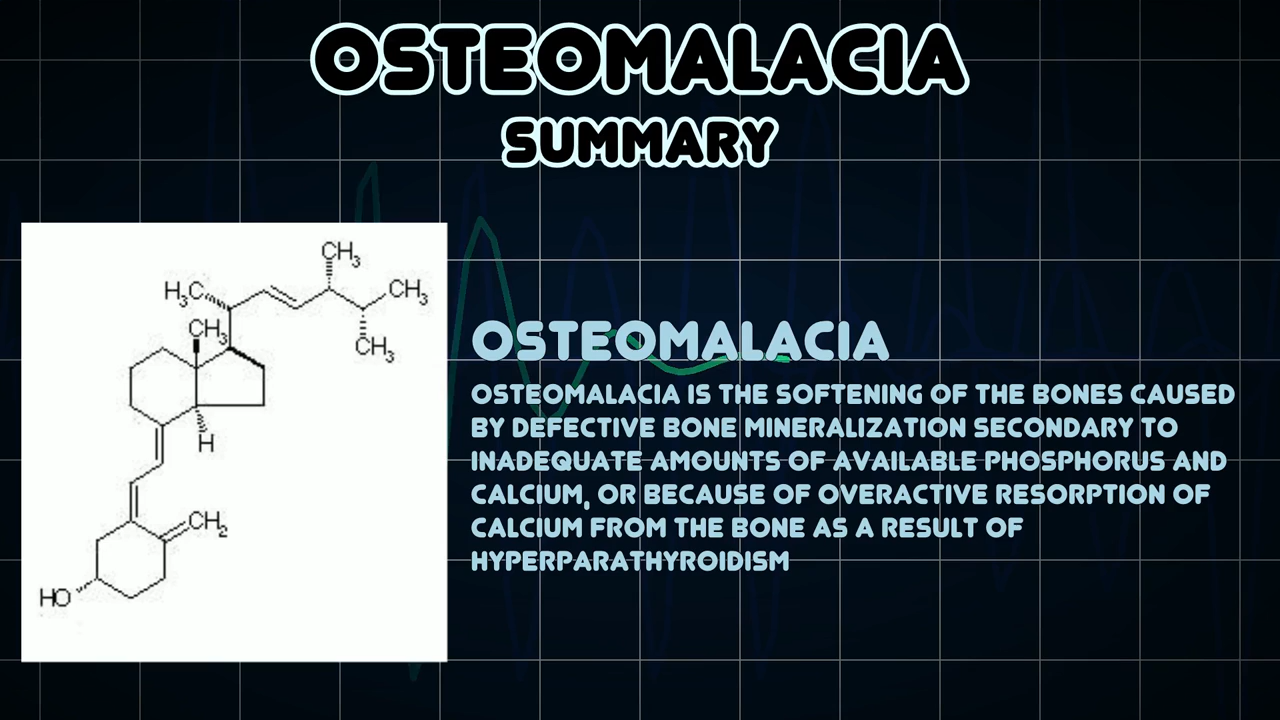 OSTEOMALACIA
SUMMARY
CH3
H3C
CH3
CH3
CH3
H
CH2
HO
OSTEOMALACIA
OSTEOMALACIA IS THE SOFTENING OF THE BONES CAUSED
BY DEFECTIVE BONE MINERALIZATION SECONDARY TO
INADEQUATE AMOUNTS OF AVAILABLE PHOSPHORUS AND
CALCIUM, OR BECAUSE OF OVERACTIVE RESORPTION OF
CALCIUM FROM THE BONE AS A RESULT OF
HYPERPARATHYROIDISM